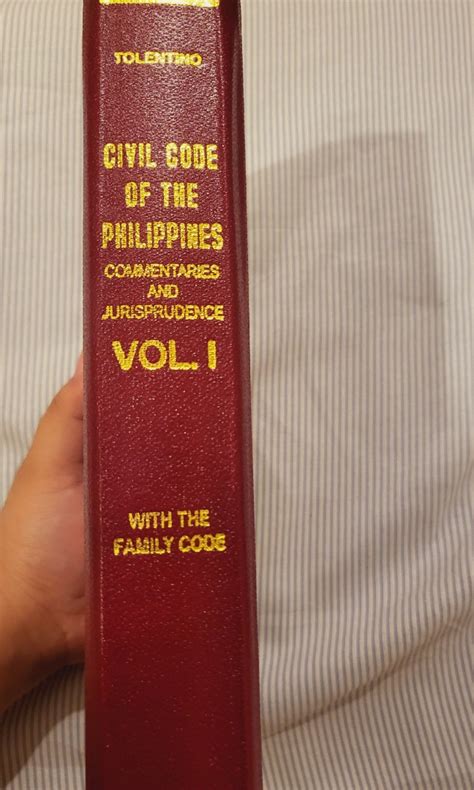 TOLENTINO
CIVIL CODE
OF THE
PHILIPPINES
COMMENTARIES
AND
JURISPRUDENCE
VOL. I
WITH THE
FAMILY CODE